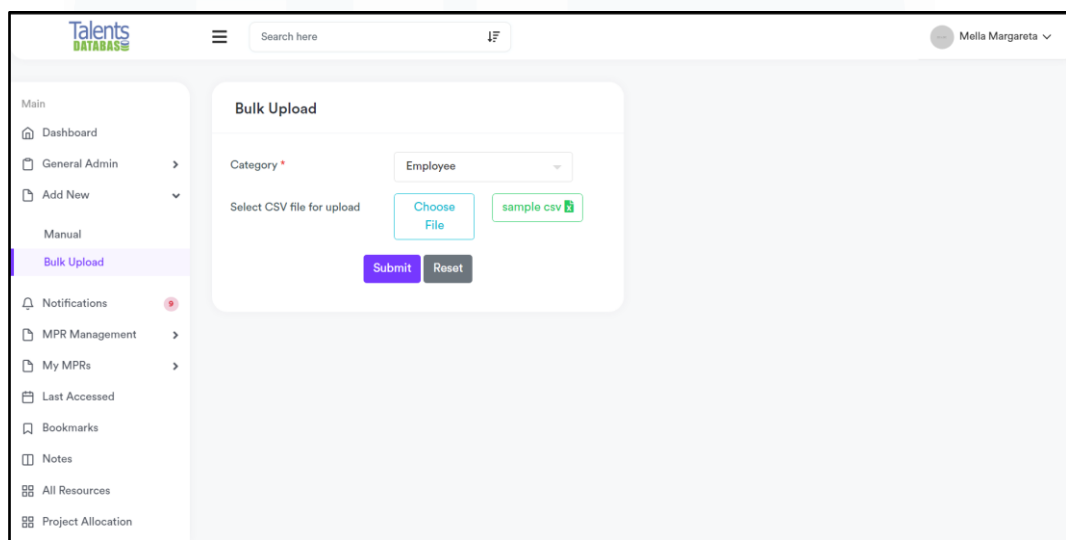 Talents
DATABASE
Search here
Mella Margareta
Main
Dashboard
General Admin
Add New
Manual
Bulk Upload
Notifications 9
MPR Management
My MPRs
Last Accessed
Bookmarks
Notes
All Resources
Project Allocation
Bulk Upload
Category *
Employee
Select CSV file for upload
Choose
File
sample csv
Submit Reset